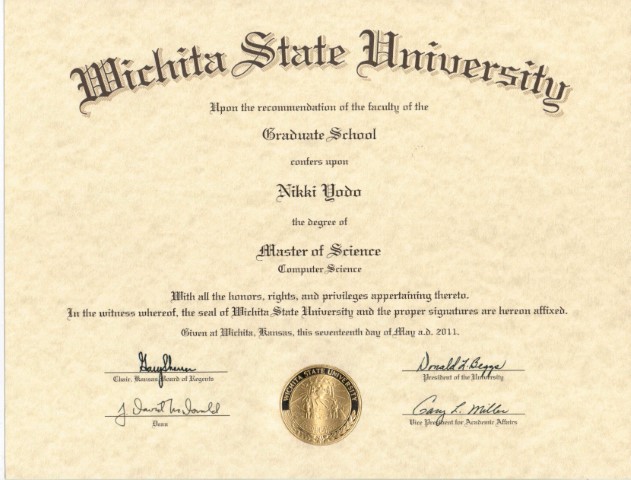 Wichita State University
Upon the recommendation of the faculty of the
Graduate School
confers upon
Nikki Yodo
the degree of
Master of Science
Computer Science
With all the honors, rights, and privileges appertaining thereto.
In the witness whereof, the seal of Wichita State University and the proper signatures are hereon affixed.
Given at Wichita, Kansas, this seventeenth day of May a.d. 2011.
Gary Sherrer
Chair, Kansas Board of Regents
Donald L. Beggs
President of the University
WICHITA STATE UNIVERSITY
J. David McDonald
Dean
Gary L. Miller
Vice President for Academic Affairs